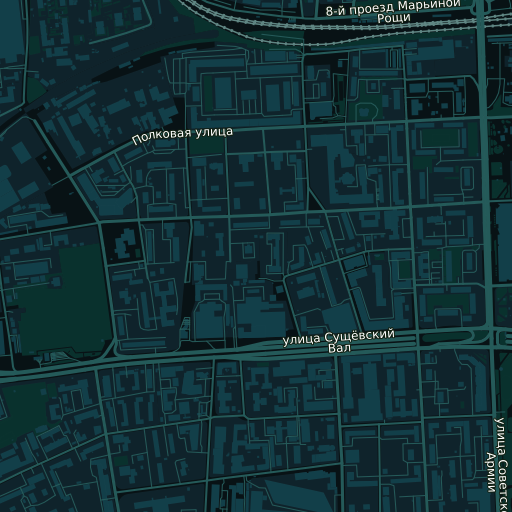 8-й проезд Марьиной
Рощи
Полковая улица
улица Сущёвский
Вал
улица Советск
Армии